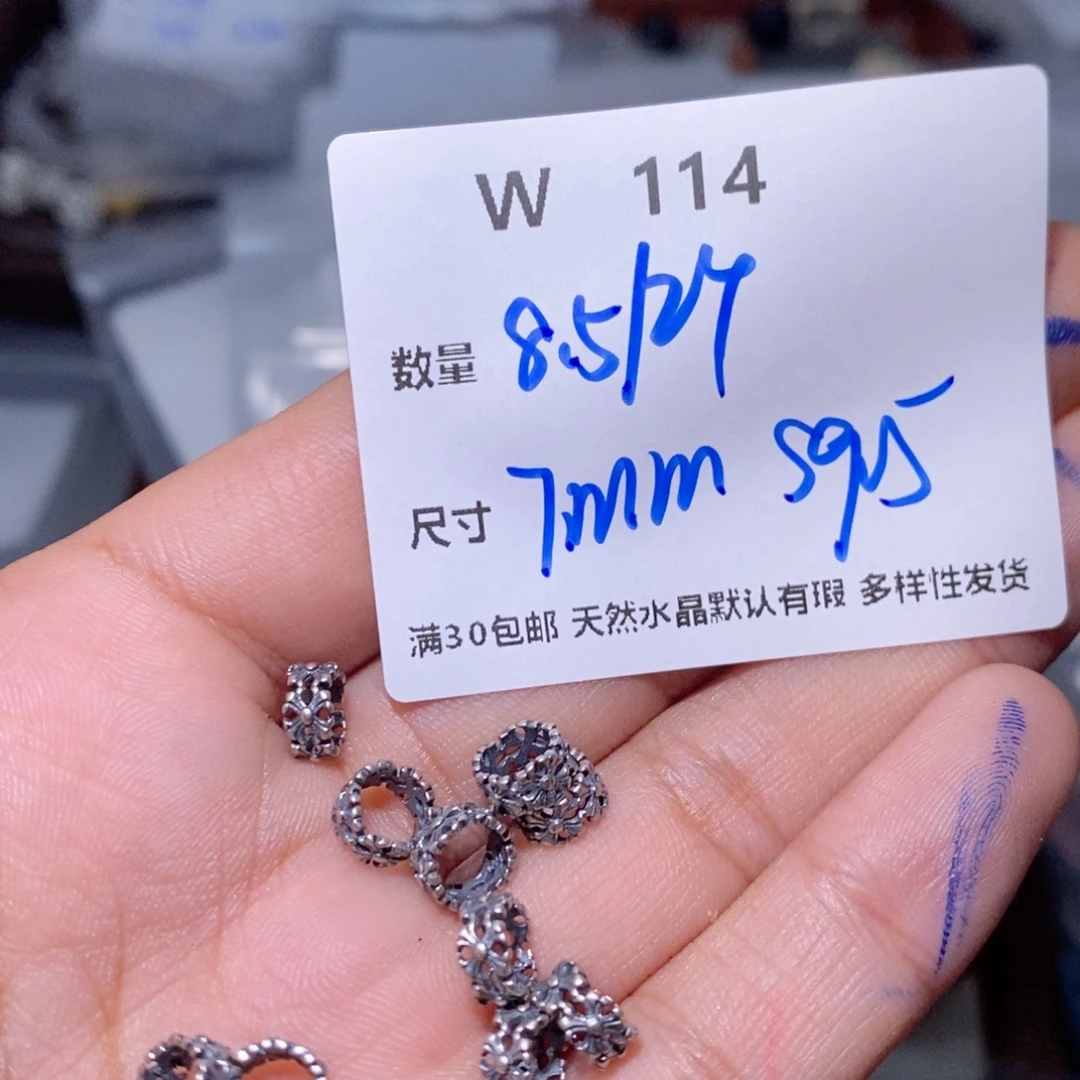 W 114
数量 8.5/2个
尺寸 7mm S925
满30包邮 天然水晶默认有瑕 多样性发货